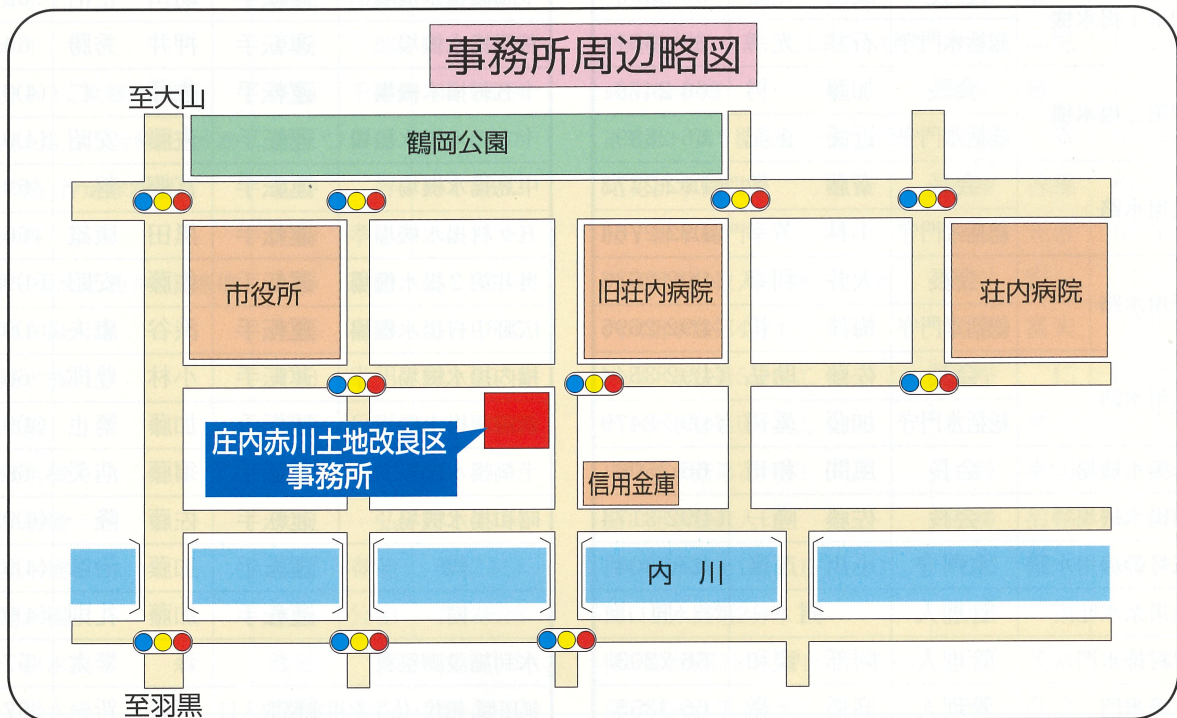 事務所周辺略図
至大山
鶴岡公園
市役所
旧荘内病院
荘内病院
庄内赤川土地改良区
事務所
信用金庫
内 川
至羽黒